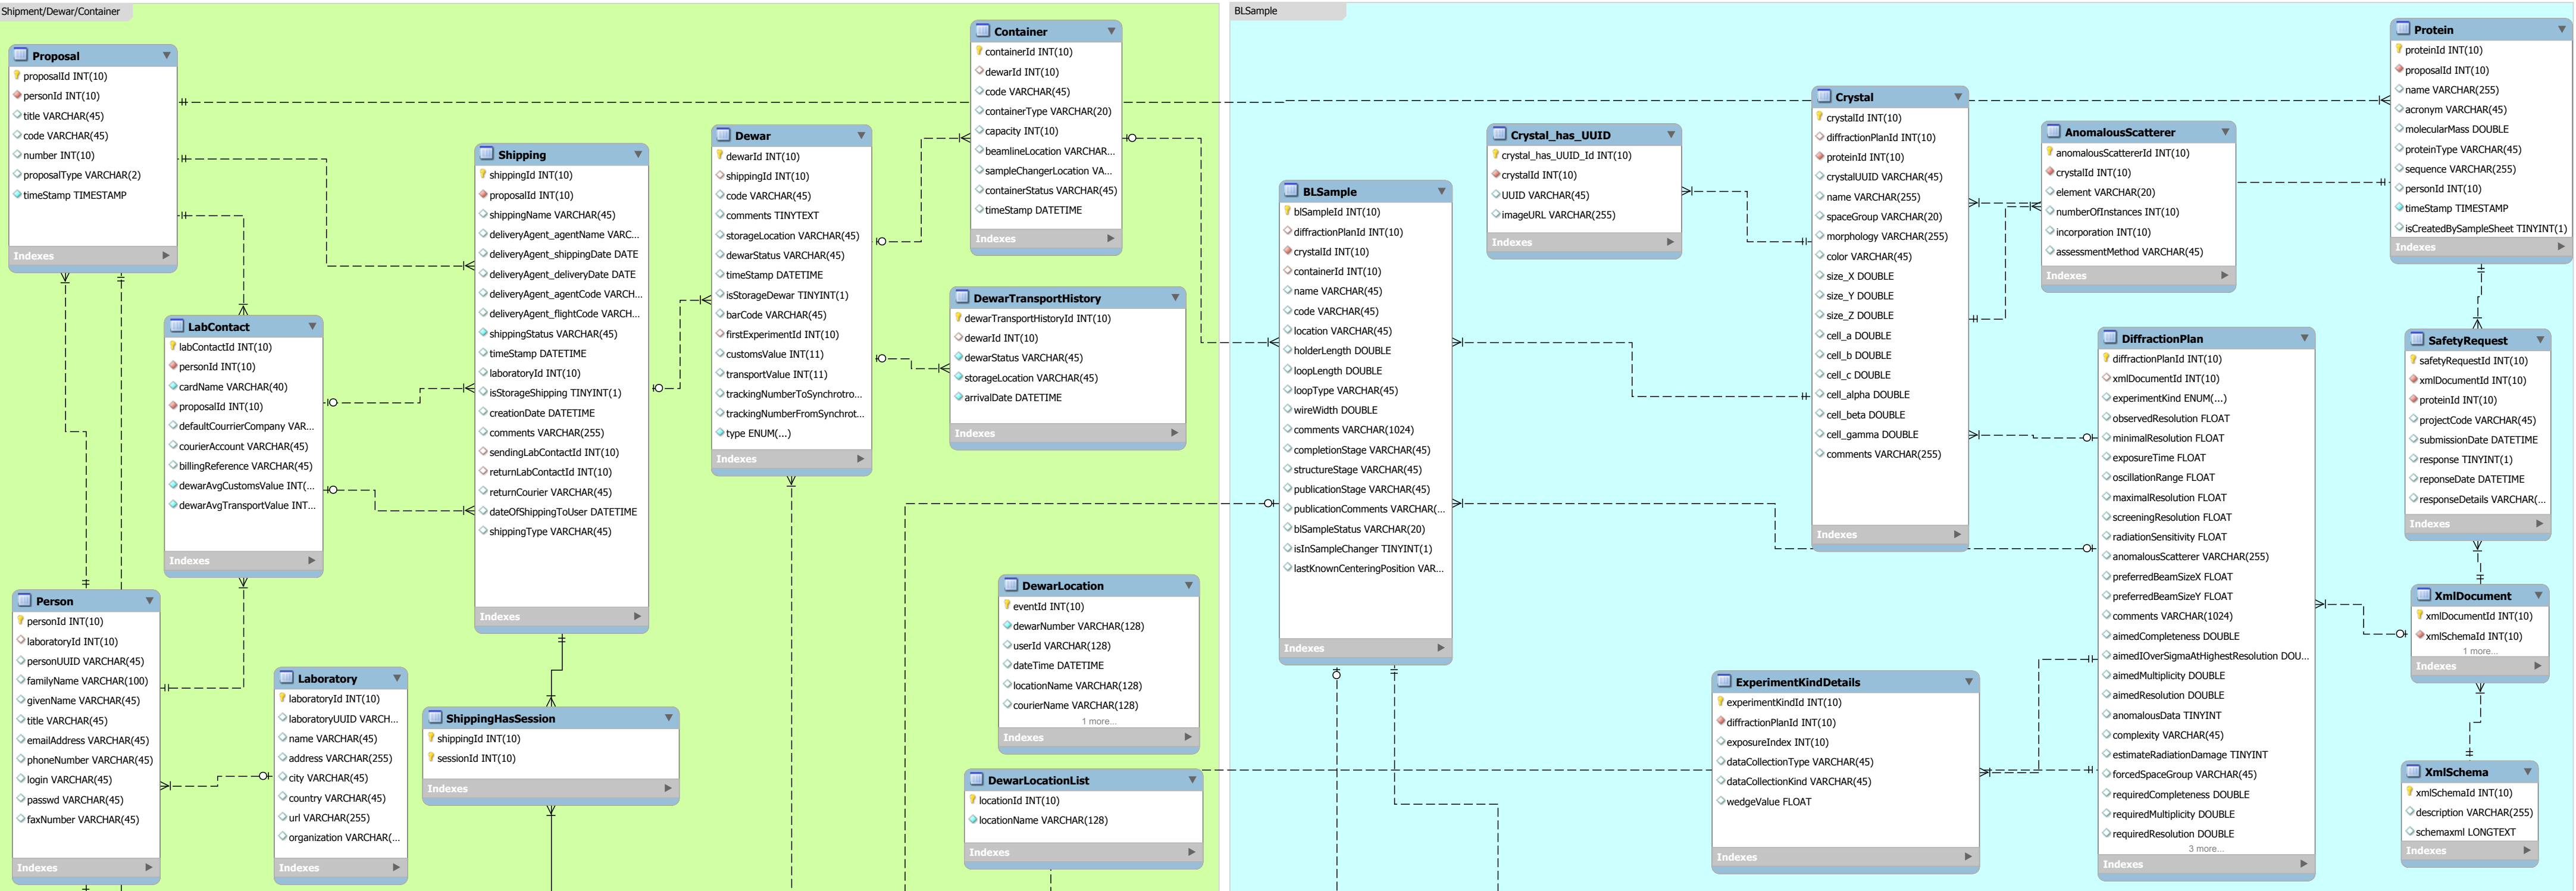 Shipment/Dewar/Container
Proposal
proposalId INT(10)
personId INT(10)
title VARCHAR(45)
code VARCHAR(45)
number INT(10)
proposalType VARCHAR(2)
timeStamp TIMESTAMP
Indexes
LabContact
labContactId INT(10)
personId INT(10)
cardName VARCHAR(40)
proposalId INT(10)
defaultCourrierCompany VAR...
courierAccount VARCHAR(45)
billingReference VARCHAR(45)
dewarAvgCustomsValue INT(...
dewarAvgTransportValue INT...
Indexes
Person
personId INT(10)
laboratoryId INT(10)
personUUID VARCHAR(45)
familyName VARCHAR(100)
givenName VARCHAR(45)
title VARCHAR(45)
emailAddress VARCHAR(45)
phoneNumber VARCHAR(45)
login VARCHAR(45)
passwd VARCHAR(45)
faxNumber VARCHAR(45)
Indexes
Laboratory
laboratoryId INT(10)
laboratoryUUID VARCH...
name VARCHAR(45)
address VARCHAR(255)
city VARCHAR(45)
country VARCHAR(45)
url VARCHAR(255)
organization VARCHAR(...
Indexes
Shipping
shippingId INT(10)
proposalId INT(10)
shippingName VARCHAR(45)
deliveryAgent_agentName VARC...
deliveryAgent_shippingDate DATE
deliveryAgent_deliveryDate DATE
deliveryAgent_agentCode VARCH...
deliveryAgent_flightCode VARCH...
shippingStatus VARCHAR(45)
timeStamp DATETIME
laboratoryId INT(10)
isStorageShipping TINYINT(1)
creationDate DATETIME
comments VARCHAR(255)
sendingLabContactId INT(10)
returnLabContactId INT(10)
returnCourier VARCHAR(45)
dateOfShippingToUser DATETIME
shippingType VARCHAR(45)
Indexes
ShippingHasSession
shippingId INT(10)
sessionId INT(10)
Indexes
Dewar
dewarId INT(10)
shippingId INT(10)
code VARCHAR(45)
comments TINYTEXT
storageLocation VARCHAR(45)
dewarStatus VARCHAR(45)
timeStamp DATETIME
isStorageDewar TINYINT(1)
barCode VARCHAR(45)
firstExperimentId INT(10)
customsValue INT(11)
transportValue INT(11)
trackingNumberToSynchrotro...
trackingNumberFromSynchrot...
type ENUM(...)
Indexes
Container
containerId INT(10)
dewarId INT(10)
code VARCHAR(45)
containerType VARCHAR(20)
capacity INT(10)
beamlineLocation VARCHAR...
sampleChangerLocation VA...
containerStatus VARCHAR(45)
timeStamp DATETIME
Indexes
DewarTransportHistory
dewarTransportHistoryId INT(10)
dewarId INT(10)
dewarStatus VARCHAR(45)
storageLocation VARCHAR(45)
arrivalDate DATETIME
Indexes
DewarLocation
eventId INT(10)
dewarNumber VARCHAR(128)
userId VARCHAR(128)
dateTime DATETIME
locationName VARCHAR(128)
courierName VARCHAR(128)
1 more...
Indexes
DewarLocationList
locationId INT(10)
locationName VARCHAR(128)
Indexes
BLSample
BLSample
blSampleId INT(10)
diffractionPlanId INT(10)
crystalId INT(10)
containerId INT(10)
name VARCHAR(45)
code VARCHAR(45)
location VARCHAR(45)
holderLength DOUBLE
loopLength DOUBLE
loopType VARCHAR(45)
wireWidth DOUBLE
comments VARCHAR(1024)
completionStage VARCHAR(45)
structureStage VARCHAR(45)
publicationStage VARCHAR(45)
publicationComments VARCHAR(...
blSampleStatus VARCHAR(20)
isInSampleChanger TINYINT(1)
lastKnownCenteringPosition VAR...
Indexes
Crystal_has_UUID
crystal_has_UUID_Id INT(10)
crystalId INT(10)
UUID VARCHAR(45)
imageURL VARCHAR(255)
Indexes
Crystal
crystalId INT(10)
diffractionPlanId INT(10)
proteinId INT(10)
crystalUUID VARCHAR(45)
name VARCHAR(255)
spaceGroup VARCHAR(20)
morphology VARCHAR(255)
color VARCHAR(45)
size_X DOUBLE
size_Y DOUBLE
size_Z DOUBLE
cell_a DOUBLE
cell_b DOUBLE
cell_c DOUBLE
cell_alpha DOUBLE
cell_beta DOUBLE
cell_gamma DOUBLE
comments VARCHAR(255)
Indexes
AnomalousScatterer
anomalousScattererId INT(10)
crystalId INT(10)
element VARCHAR(20)
numberOfInstances INT(10)
incorporation INT(10)
assessmentMethod VARCHAR(45)
Indexes
ExperimentKindDetails
experimentKindId INT(10)
diffractionPlanId INT(10)
exposureIndex INT(10)
dataCollectionType VARCHAR(45)
dataCollectionKind VARCHAR(45)
wedgeValue FLOAT
Indexes
DiffractionPlan
diffractionPlanId INT(10)
xmlDocumentId INT(10)
experimentKind ENUM(...)
observedResolution FLOAT
minimalResolution FLOAT
exposureTime FLOAT
oscillationRange FLOAT
maximalResolution FLOAT
screeningResolution FLOAT
radiationSensitivity FLOAT
anomalousScatterer VARCHAR(255)
preferredBeamSizeX FLOAT
preferredBeamSizeY FLOAT
comments VARCHAR(1024)
aimedCompleteness DOUBLE
aimedIOverSigmaAtHighestResolution DOU...
aimedMultiplicity DOUBLE
aimedResolution DOUBLE
anomalousData TINYINT
complexity VARCHAR(45)
estimateRadiationDamage TINYINT
forcedSpaceGroup VARCHAR(45)
requiredCompleteness DOUBLE
requiredMultiplicity DOUBLE
requiredResolution DOUBLE
3 more...
Indexes
Protein
proteinId INT(10)
proposalId INT(10)
name VARCHAR(255)
acronym VARCHAR(45)
molecularMass DOUBLE
proteinType VARCHAR(45)
sequence VARCHAR(255)
personId INT(10)
timeStamp TIMESTAMP
isCreatedBySampleSheet TINYINT(1)
Indexes
SafetyRequest
safetyRequestId INT(10)
xmlDocumentId INT(10)
proteinId INT(10)
projectCode VARCHAR(45)
submissionDate DATETIME
response TINYINT(1)
reponseDate DATETIME
responseDetails VARCHAR(...
Indexes
XmlDocument
xmlDocumentId INT(10)
xmlSchemaId INT(10)
1 more...
Indexes
XmlSchema
xmlSchemaId INT(10)
description VARCHAR(255)
schemaxml LONGTEXT
Indexes